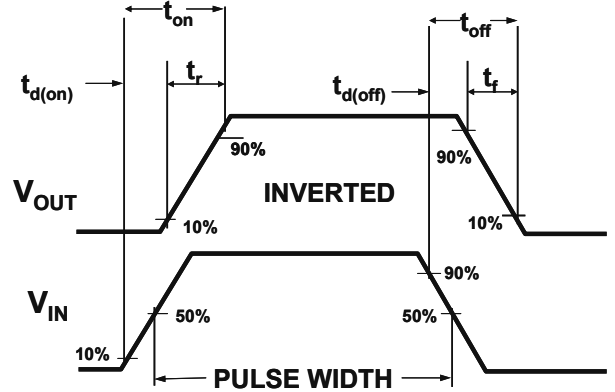 t_on
t_off
t_d(on)
t_r
t_d(off)
t_f
90%
90%
V_OUT
INVERTED
10%
10%
90%
V_IN
50%
50%
10%
PULSE WIDTH